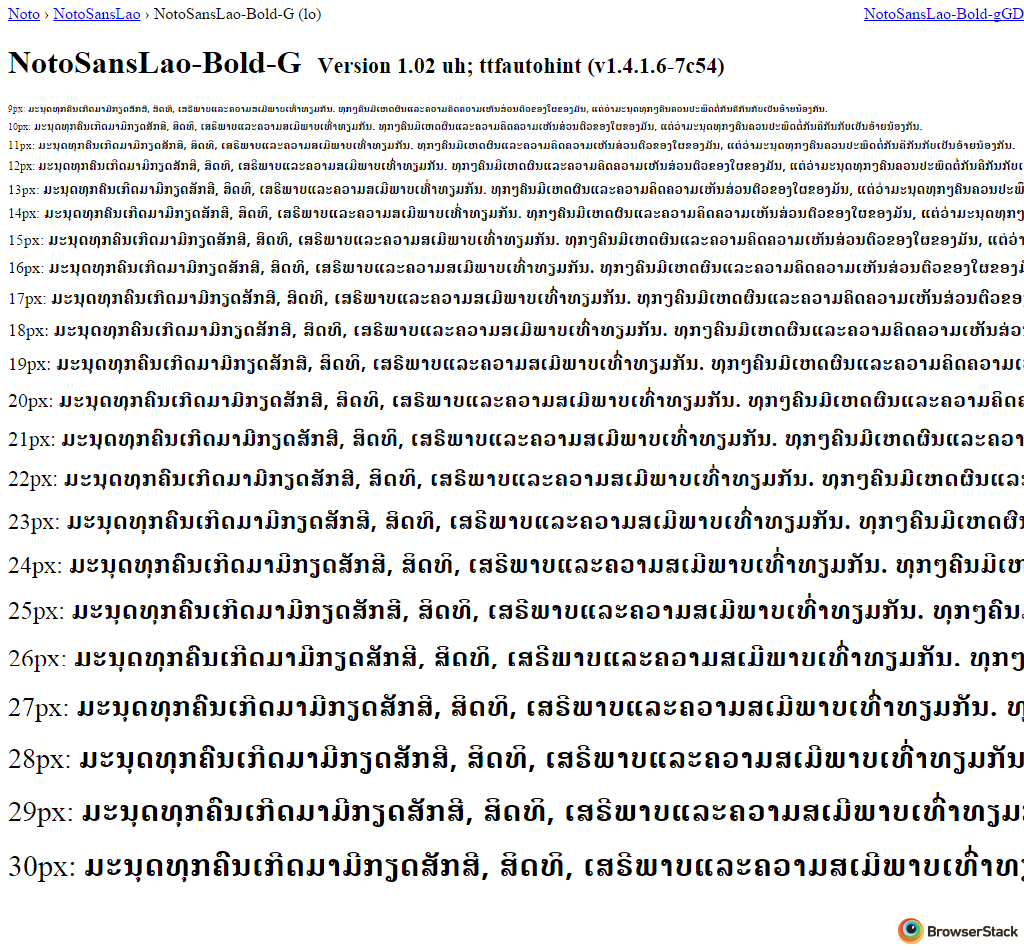 Noto › NotoSansLao › NotoSansLao-Bold-G (lo) NotoSansLao-Bold-gGD
NotoSansLao-Bold-G Version 1.02 uh; ttfautohint (v1.4.1.6-7c54)
9px: ມະນຸດທຸກຄົນເກີດມາມີກຽດສັກສີ, ສິດທິ, ເສຣີພາບແລະຄວາມສເມີພາບເທົ່າທຽມກັນ. ທຸກໆຄົນມີເຫດຜົນແລະຄວາມຄິດຄວາມເຫັນສ່ວນຕົວຂອງໃຜຂອງມັນ, ແຕ່ວ່າມະນຸດທຸກໆຄົນຄວນປະພຶດຕໍ່ກັນຄືກັນກັບເປັນອ້າຍນ້ອງກັນ.
10px: ມະນຸດທຸກຄົນເກີດມາມີກຽດສັກສີ, ສິດທິ, ເສຣີພາບແລະຄວາມສເມີພາບເທົ່າທຽມກັນ. ທຸກໆຄົນມີເຫດຜົນແລະຄວາມຄິດຄວາມເຫັນສ່ວນຕົວຂອງໃຜຂອງມັນ, ແຕ່ວ່າມະນຸດທຸກໆຄົນຄວນປະພຶດຕໍ່ກັນຄືກັນກັບເປັນອ້າຍນ້ອງກັນ.
11px: ມະນຸດທຸກຄົນເກີດມາມີກຽດສັກສີ, ສິດທິ, ເສຣີພາບແລະຄວາມສເມີພາບເທົ່າທຽມກັນ. ທຸກໆຄົນມີເຫດຜົນແລະຄວາມຄິດຄວາມເຫັນສ່ວນຕົວຂອງໃຜຂອງມັນ, ແຕ່ວ່າມະນຸດທຸກໆຄົນຄວນປະພຶດຕໍ່ກັນຄືກັນກັບເປັນອ້າຍນ້ອງກັນ.
12px: ມະນຸດທຸກຄົນເກີດມາມີກຽດສັກສີ, ສິດທິ, ເສຣີພາບແລະຄວາມສເມີພາບເທົ່າທຽມກັນ. ທຸກໆຄົນມີເຫດຜົນແລະຄວາມຄິດຄວາມເຫັນສ່ວນຕົວຂອງໃຜຂອງມັນ, ແຕ່ວ່າມະນຸດທຸກໆຄົນຄວນປະພຶດຕໍ່ກັນຄືກັນກັບເ
13px: ມະນຸດທຸກຄົນເກີດມາມີກຽດສັກສີ, ສິດທິ, ເສຣີພາບແລະຄວາມສເມີພາບເທົ່າທຽມກັນ. ທຸກໆຄົນມີເຫດຜົນແລະຄວາມຄິດຄວາມເຫັນສ່ວນຕົວຂອງໃຜຂອງມັນ, ແຕ່ວ່າມະນຸດທຸກໆຄົນຄວນປະພຶ
14px: ມະນຸດທຸກຄົນເກີດມາມີກຽດສັກສີ, ສິດທິ, ເສຣີພາບແລະຄວາມສເມີພາບເທົ່າທຽມກັນ. ທຸກໆຄົນມີເຫດຜົນແລະຄວາມຄິດຄວາມເຫັນສ່ວນຕົວຂອງໃຜຂອງມັນ, ແຕ່ວ່າມະນຸດທຸກໆ
15px: ມະນຸດທຸກຄົນເກີດມາມີກຽດສັກສີ, ສິດທິ, ເສຣີພາບແລະຄວາມສເມີພາບເທົ່າທຽມກັນ. ທຸກໆຄົນມີເຫດຜົນແລະຄວາມຄິດຄວາມເຫັນສ່ວນຕົວຂອງໃຜຂອງມັນ, ແຕ່ວ່າ
16px: ມະນຸດທຸກຄົນເກີດມາມີກຽດສັກສີ, ສິດທິ, ເສຣີພາບແລະຄວາມສເມີພາບເທົ່າທຽມກັນ. ທຸກໆຄົນມີເຫດຜົນແລະຄວາມຄິດຄວາມເຫັນສ່ວນຕົວຂອງໃຜຂອງມັ
17px: ມະນຸດທຸກຄົນເກີດມາມີກຽດສັກສີ, ສິດທິ, ເສຣີພາບແລະຄວາມສເມີພາບເທົ່າທຽມກັນ. ທຸກໆຄົນມີເຫດຜົນແລະຄວາມຄິດຄວາມເຫັນສ່ວນຕົວຂອ
18px: ມະນຸດທຸກຄົນເກີດມາມີກຽດສັກສີ, ສິດທິ, ເສຣີພາບແລະຄວາມສເມີພາບເທົ່າທຽມກັນ. ທຸກໆຄົນມີເຫດຜົນແລະຄວາມຄິດຄວາມເຫັນສ່ວ
19px: ມະນຸດທຸກຄົນເກີດມາມີກຽດສັກສີ, ສິດທິ, ເສຣີພາບແລະຄວາມສເມີພາບເທົ່າທຽມກັນ. ທຸກໆຄົນມີເຫດຜົນແລະຄວາມຄິດຄວາມເ
20px: ມະນຸດທຸກຄົນເກີດມາມີກຽດສັກສີ, ສິດທິ, ເສຣີພາບແລະຄວາມສເມີພາບເທົ່າທຽມກັນ. ທຸກໆຄົນມີເຫດຜົນແລະຄວາມຄິດຄ
21px: ມະນຸດທຸກຄົນເກີດມາມີກຽດສັກສີ, ສິດທິ, ເສຣີພາບແລະຄວາມສເມີພາບເທົ່າທຽມກັນ. ທຸກໆຄົນມີເຫດຜົນແລະຄວາ
22px: ມະນຸດທຸກຄົນເກີດມາມີກຽດສັກສີ, ສິດທິ, ເສຣີພາບແລະຄວາມສເມີພາບເທົ່າທຽມກັນ. ທຸກໆຄົນມີເຫດຜົນແລະ
23px: ມະນຸດທຸກຄົນເກີດມາມີກຽດສັກສີ, ສິດທິ, ເສຣີພາບແລະຄວາມສເມີພາບເທົ່າທຽມກັນ. ທຸກໆຄົນມີເຫດຜົນ
24px: ມະນຸດທຸກຄົນເກີດມາມີກຽດສັກສີ, ສິດທິ, ເສຣີພາບແລະຄວາມສເມີພາບເທົ່າທຽມກັນ. ທຸກໆຄົນມີເຫ
25px: ມະນຸດທຸກຄົນເກີດມາມີກຽດສັກສີ, ສິດທິ, ເສຣີພາບແລະຄວາມສເມີພາບເທົ່າທຽມກັນ. ທຸກໆຄົນ
26px: ມະນຸດທຸກຄົນເກີດມາມີກຽດສັກສີ, ສິດທິ, ເສຣີພາບແລະຄວາມສເມີພາບເທົ່າທຽມກັນ. ທຸກໆ
27px: ມະນຸດທຸກຄົນເກີດມາມີກຽດສັກສີ, ສິດທິ, ເສຣີພາບແລະຄວາມສເມີພາບເທົ່າທຽມກັນ. ທຸ
28px: ມະນຸດທຸກຄົນເກີດມາມີກຽດສັກສີ, ສິດທິ, ເສຣີພາບແລະຄວາມສເມີພາບເທົ່າທຽມກັນ
29px: ມະນຸດທຸກຄົນເກີດມາມີກຽດສັກສີ, ສິດທິ, ເສຣີພາບແລະຄວາມສເມີພາບເທົ່າທຽມ
30px: ມະນຸດທຸກຄົນເກີດມາມີກຽດສັກສີ, ສິດທິ, ເສຣີພາບແລະຄວາມສເມີພາບເທົ່າທຽ
BrowserStack